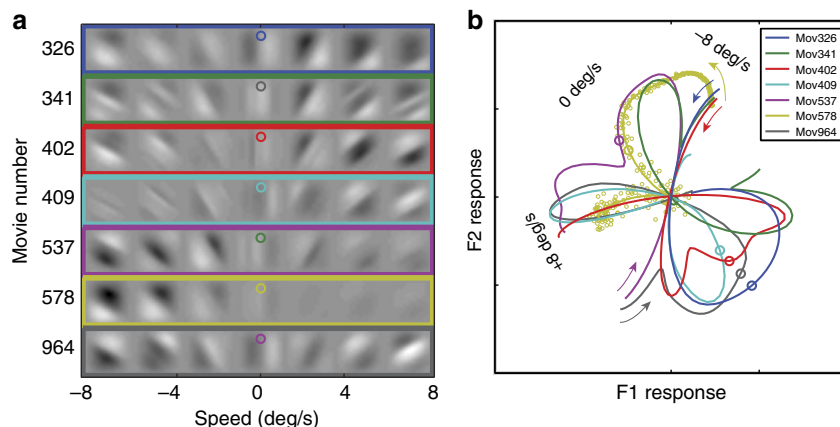 a
Movie number
326
341
402
409
537
578
964
−8
−4
0
4
8
Speed (deg/s)
b
F2 response
0 deg/s
−8 deg/s
+8 deg/s
F1 response
Mov326
Mov341
Mov402
Mov409
Mov537
Mov578
Mov964